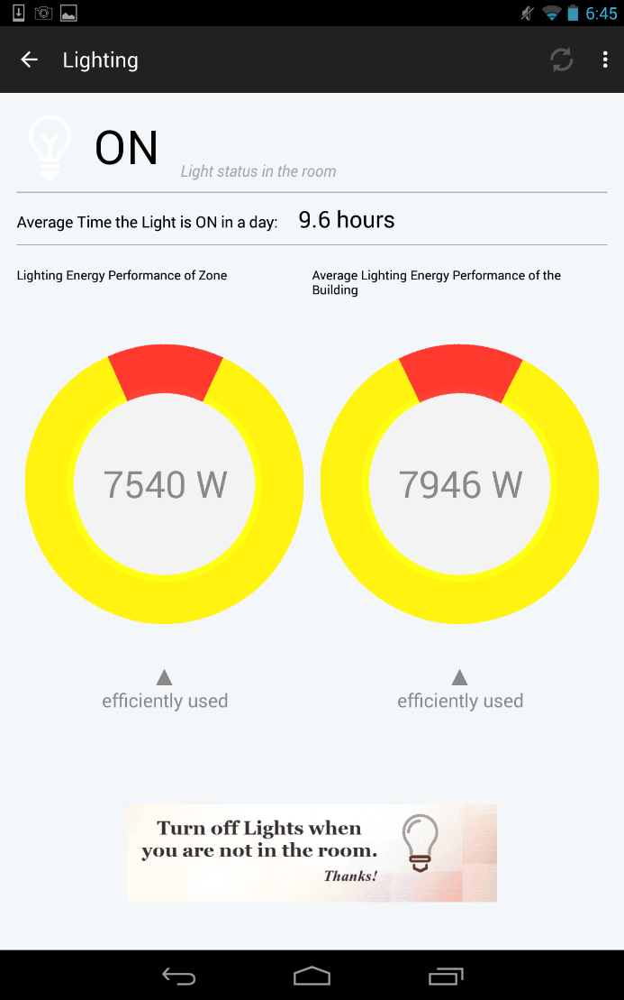 6:45
Lighting
ON
Light status in the room
Average Time the Light is ON in a day: 9.6 hours
Lighting Energy Performance of Zone
Average Lighting Energy Performance of the
Building
7540 W
7946 W
efficiently used
efficiently used
Turn off Lights when
you are not in the room.
Thanks!